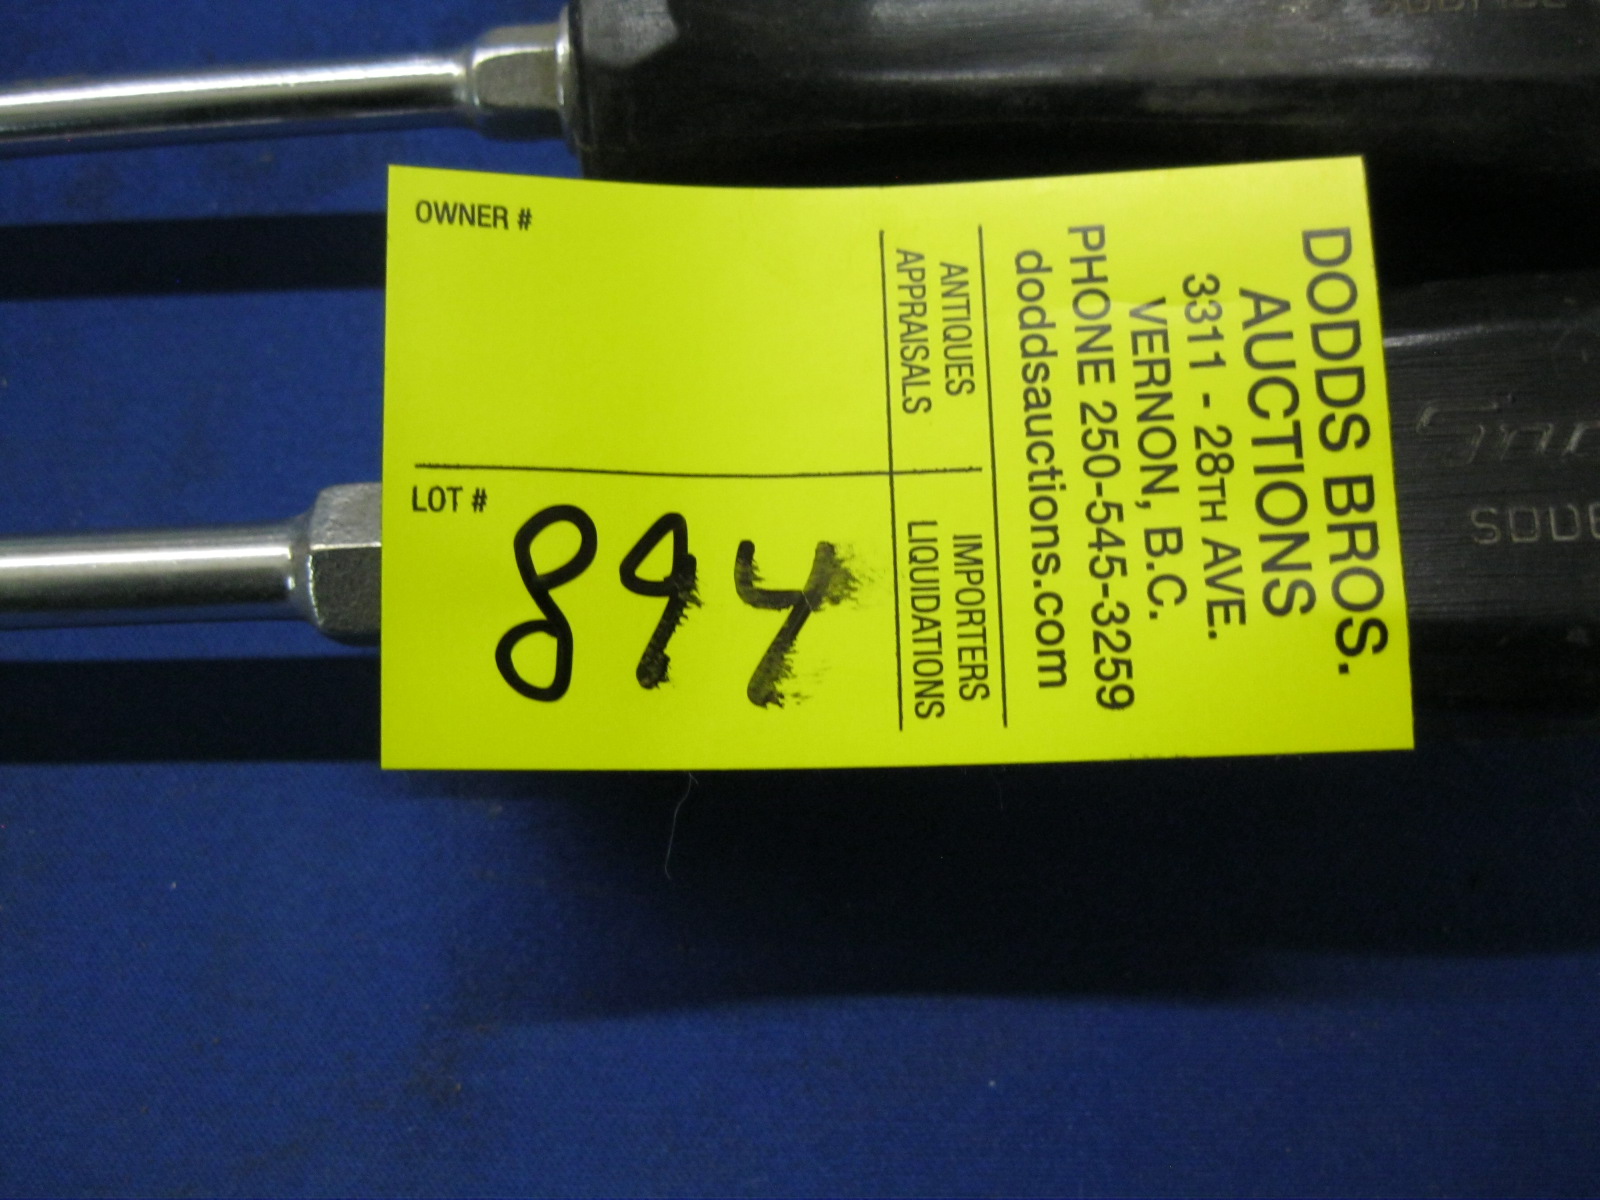 DODDS BROS.
AUCTIONS
3311 - 28TH AVE.
VERNON, B.C.
PHONE 250-545-3259
doddsauctions.com
ANTIQUES
APPRAISALS
IMPORTERS
LIQUIDATIONS
OWNER #
LOT #
894